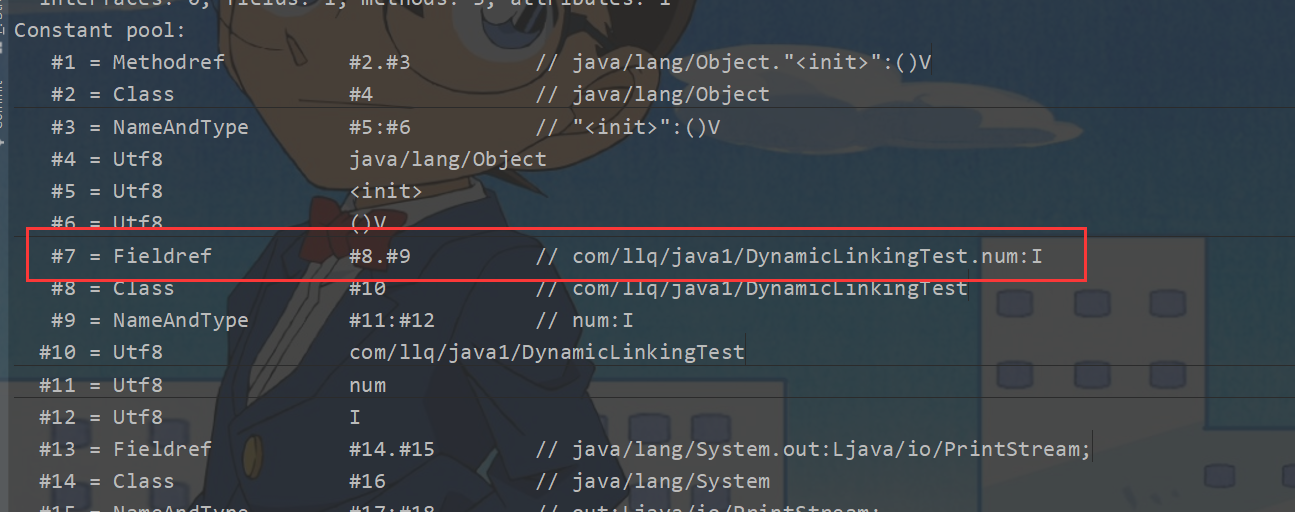 interfaces: 0, fields: 1, methods: 3, attributes: 1
Constant pool:
#1 = Methodref #2.#3 // java/lang/Object."<init>":()V
#2 = Class #4 // java/lang/Object
#3 = NameAndType #5:#6 // "<init>":()V
#4 = Utf8 java/lang/Object
#5 = Utf8 <init>
#6 = Utf8 ()V
#7 = Fieldref #8.#9 // com/llq/java1/DynamicLinkingTest.num:I
#8 = Class #10 // com/llq/java1/DynamicLinkingTest
#9 = NameAndType #11:#12 // num:I
#10 = Utf8 com/llq/java1/DynamicLinkingTest
#11 = Utf8 num
#12 = Utf8 I
#13 = Fieldref #14.#15 // java/lang/System.out:Ljava/io/PrintStream;
#14 = Class #16 // java/lang/System
#15 = NameAndType #17:#18 // out:Ljava/io/PrintStream;